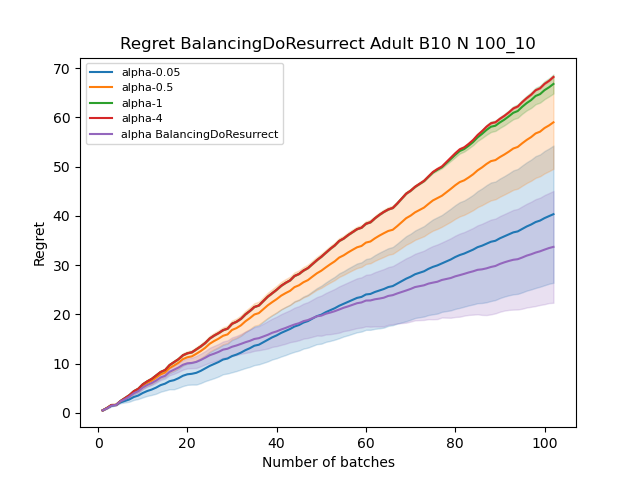 Regret BalancingDoResurrect Adult B10 N 100_10
alpha-0.05
alpha-0.5
alpha-1
alpha-4
alpha BalancingDoResurrect
70
60
50
40
30
20
10
0
Regret
0 20 40 60 80 100
Number of batches